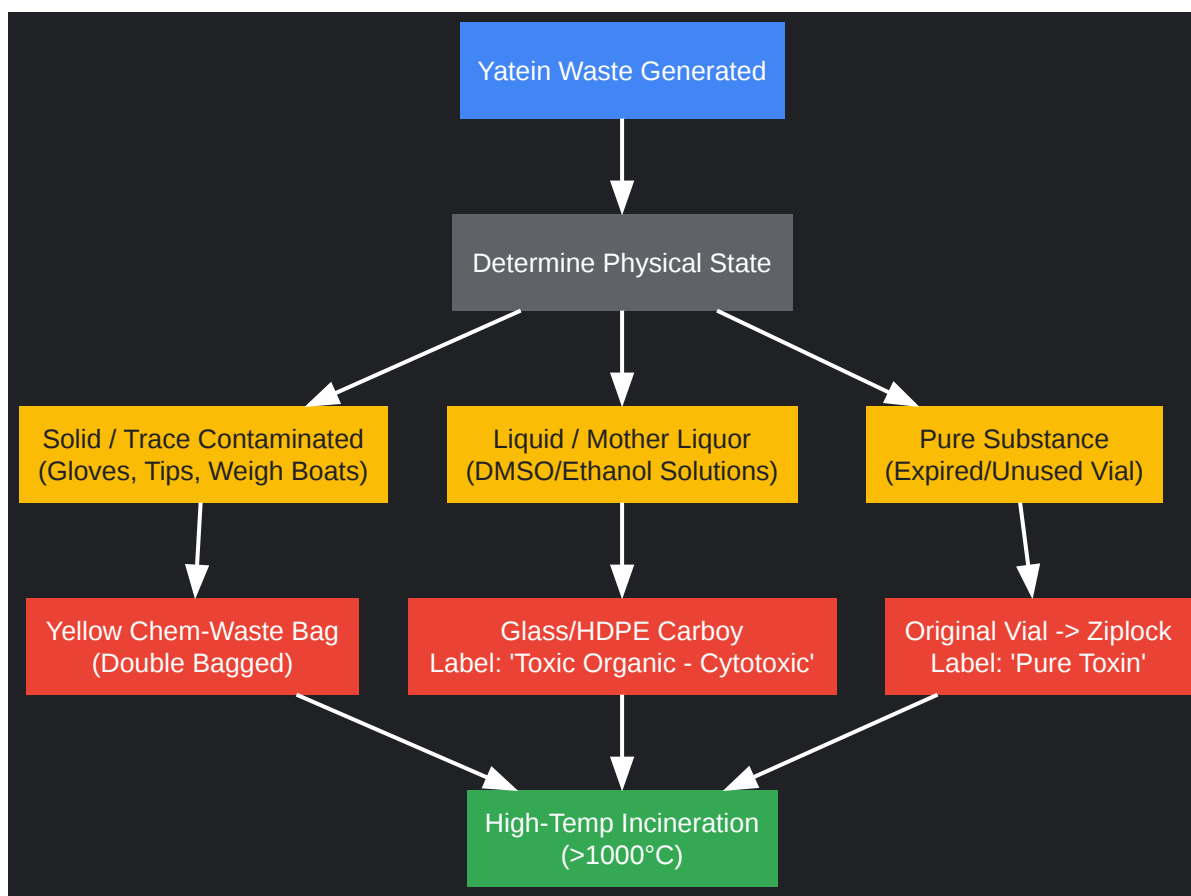 Yatein Waste Generated
Determine Physical State
Solid / Trace Contaminated
(Gloves, Tips, Weigh Boats)
Liquid / Mother Liquor
(DMSO/Ethanol Solutions)
Pure Substance
(Expired/Unused Vial)
Yellow Chem-Waste Bag
(Double Bagged)
Glass/HDPE Carboy
Label: 'Toxic Organic - Cytotoxic'
Original Vial -> Ziplock
Label: 'Pure Toxin'
High-Temp Incineration
(>1000°C)